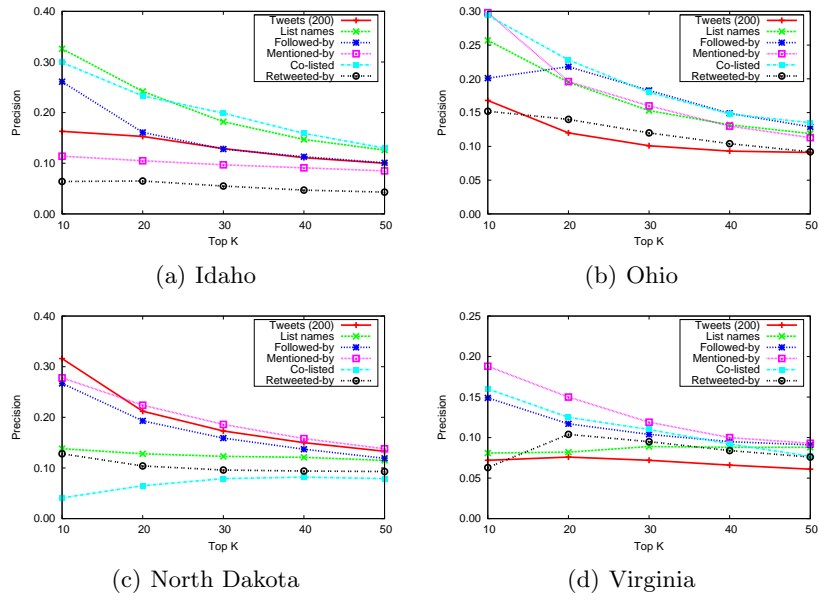 0.40
0.30
0.20
0.10
0.00
Precision
10 20 30 40 50
Top K
Tweets (200)
List names
Followed-by
Mentioned-by
Co-listed
Retweeted-by
(a) Idaho
0.30
0.25
0.20
0.15
0.10
0.05
0.00
Precision
10 20 30 40 50
Top K
Tweets (200)
List names
Followed-by
Mentioned-by
Co-listed
Retweeted-by
(b) Ohio
0.40
0.30
0.20
0.10
0.00
Precision
10 20 30 40 50
Top K
Tweets (200)
List names
Followed-by
Mentioned-by
Co-listed
Retweeted-by
(c) North Dakota
0.25
0.20
0.15
0.10
0.05
0.00
Precision
10 20 30 40 50
Top K
Tweets (200)
List names
Followed-by
Mentioned-by
Co-listed
Retweeted-by
(d) Virginia